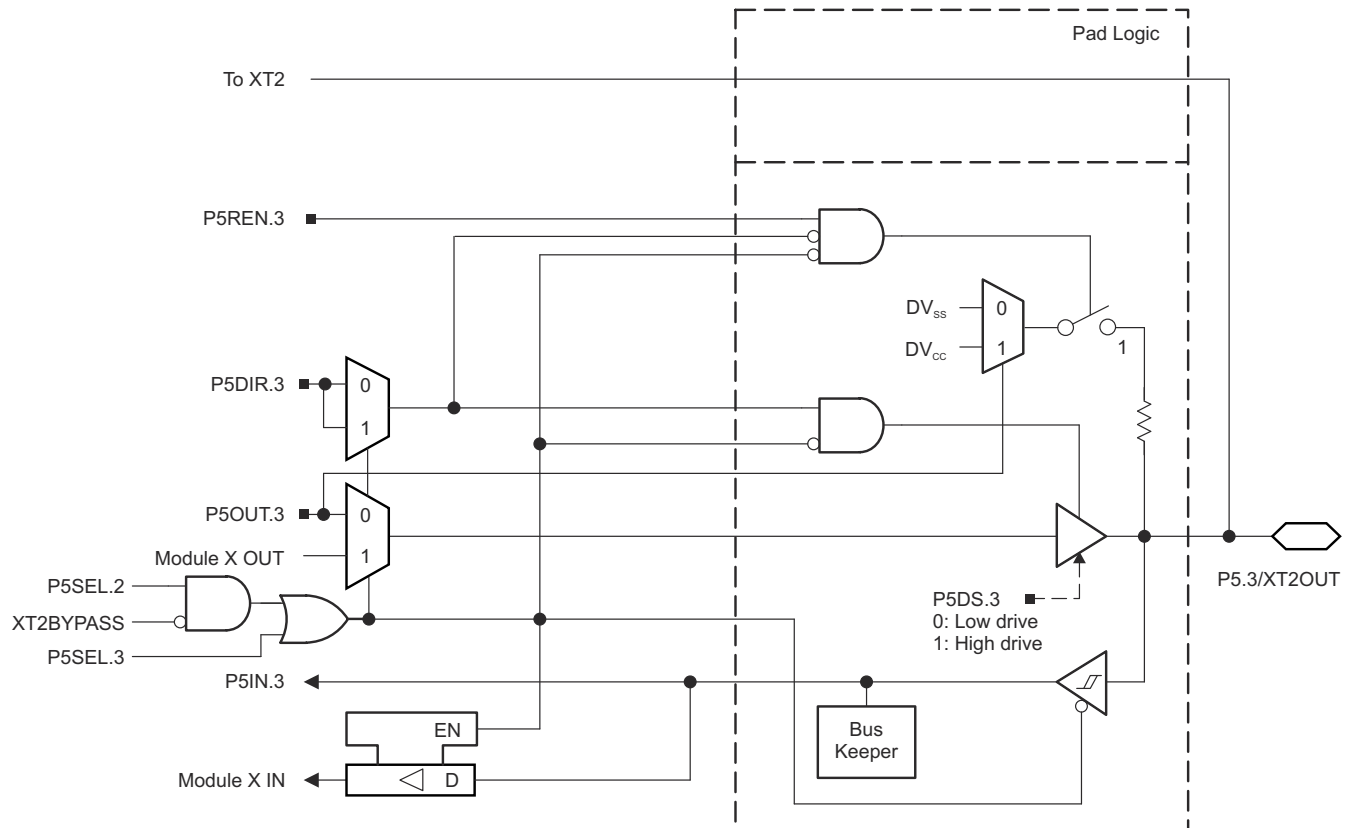 Pad Logic
To XT2
P5REN.3
DVSS
0
DVCC
1
1
P5DIR.3
0
1
P5OUT.3
0
Module X OUT
1
P5SEL.2
XT2BYPASS
P5SEL.3
P5.3/XT2OUT
P5DS.3
0: Low drive
1: High drive
P5IN.3
Bus
Keeper
EN
Module X IN
D